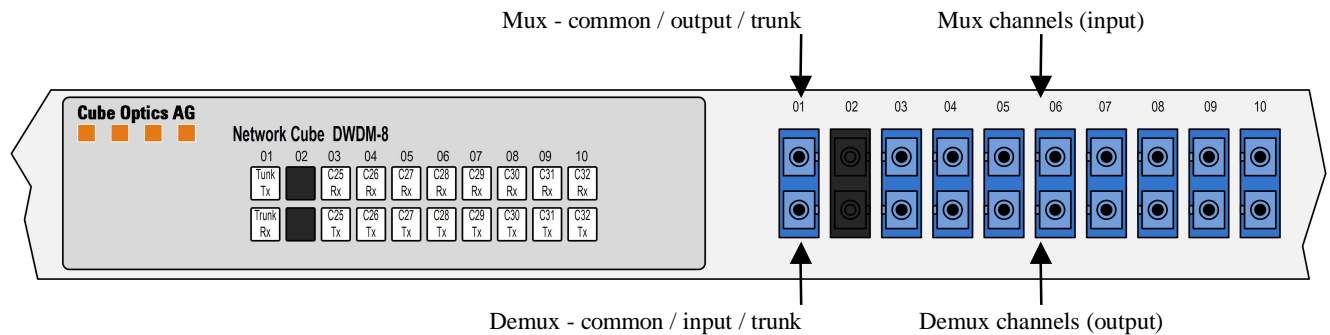 Mux - common / output / trunk Mux channels (input)
Cube Optics AG
Network Cube DWDM-8
01 02 03 04 05 06 07 08 09 10
Tunk Tx C25 Rx C26 Rx C27 Rx C28 Rx C29 Rx C30 Rx C31 Rx C32 Rx
Trunk Rx C25 Tx C26 Tx C27 Tx C28 Tx C29 Tx C30 Tx C31 Tx C32 Tx
01 02 03 04 05 06 07 08 09 10
Demux - common / input / trunk Demux channels (output)